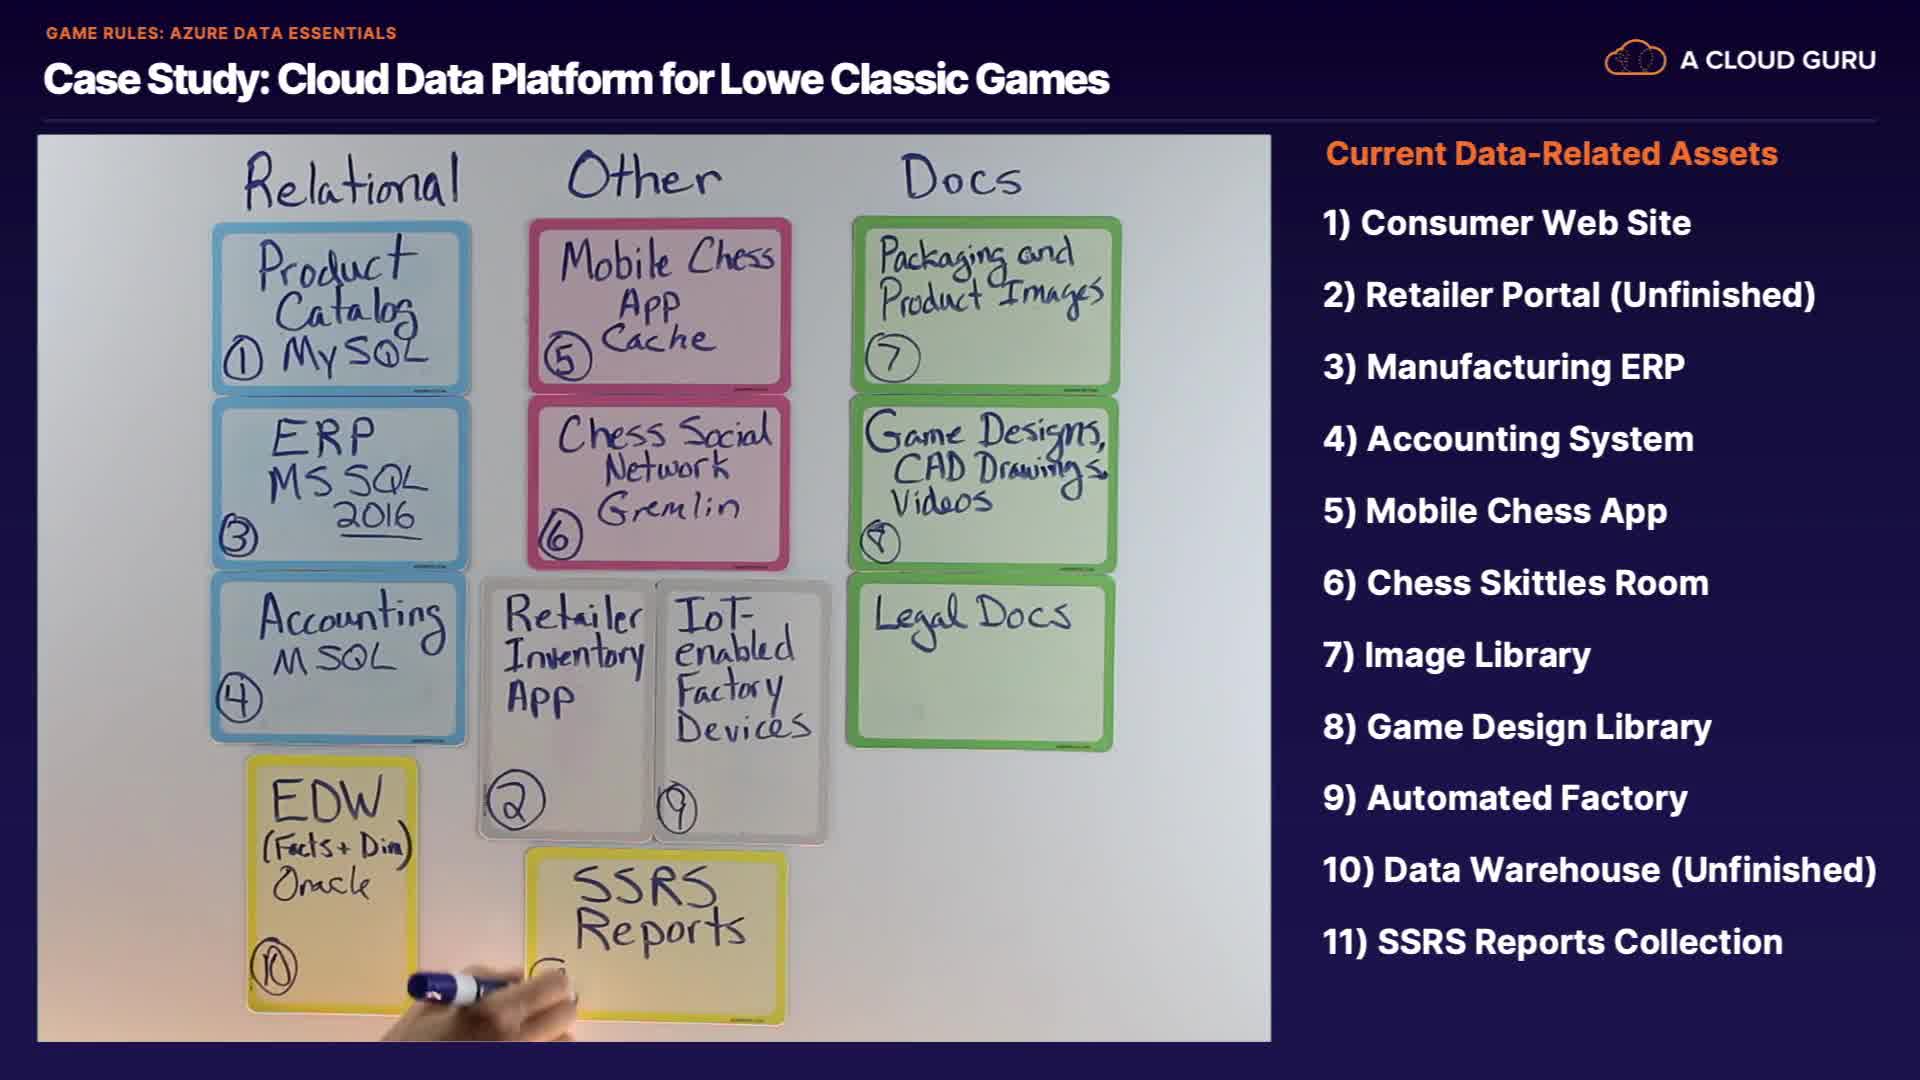 GAME RULES: AZURE DATA ESSENTIALS
Case Study: Cloud Data Platform for Lowe Classic Games
A CLOUD GURU
Relational
Product
Catalog
① MySQL
ERP
MS SQL
2016
③
Accounting
MSQL
④
EDW
(Facts + Dim)
Oracle
⑩
Other
Mobile Chess
App
⑤ Cache
Chess Social
Network
Gremlin
⑥
Retailer
Inventory
App
②
IoT-
enabled
Factory
Devices
⑨
SSRS
Reports
Docs
Packaging and
Product Images
⑦
Game Designs,
CAD Drawings,
Videos
⑧
Legal Docs
Current Data-Related Assets
1) Consumer Web Site
2) Retailer Portal (Unfinished)
3) Manufacturing ERP
4) Accounting System
5) Mobile Chess App
6) Chess Skittles Room
7) Image Library
8) Game Design Library
9) Automated Factory
10) Data Warehouse (Unfinished)
11) SSRS Reports Collection